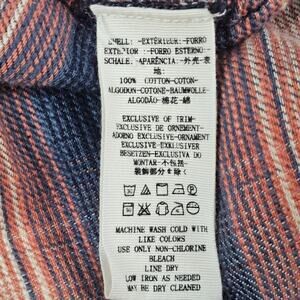 SHELL:-EXTÉRIEUR:-FORRO
EXTERIOR:-FORRO ESTERNO:-
SCHALE:-APARÊNCIA:-外壳-表
地:
100% COTTON-COTON-
ALGODON-COTONE-BAUMWOLLE-
ALGODÃO-棉花-綿
EXCLUSIVE OF TRIM-
EXCLUSIVE DE ORNEMENT-
ADORNO EXCLUSIVE-ORNAMENT-
EXCLUSIVE-EXKLUSIVER
BESETZEN-EXCLUSIVA DO
MONTAR-不包括-
装飾部分を除く
MACHINE WASH COLD WITH
LIKE COLORS
USE ONLY NON-CHLORINE
BLEACH
LINE DRY
LOW IRON AS NEEDED
MAY BE DRY CLEANED